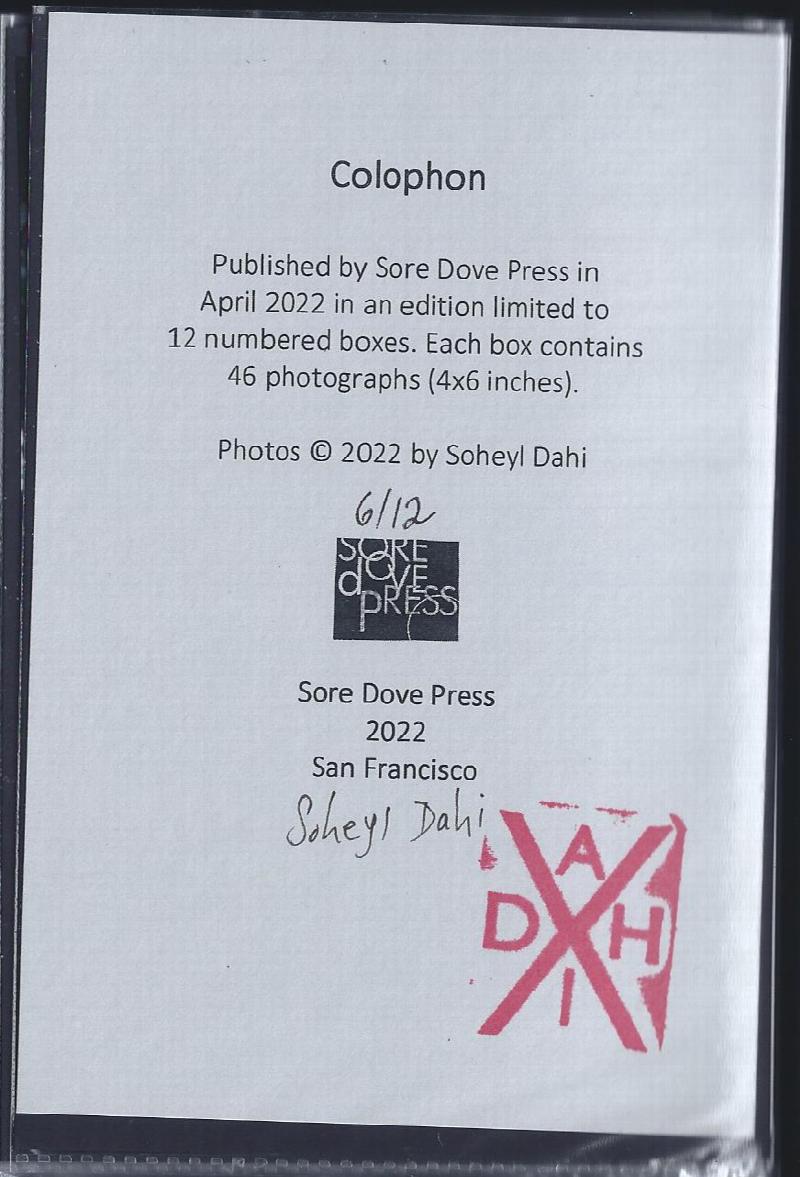 Colophon
Published by Sore Dove Press in
April 2022 in an edition limited to
12 numbered boxes. Each box contains
46 photographs (4x6 inches).
Photos © 2022 by Soheyl Dahi
6/12
SORE
dOVE
pRESS
Sore Dove Press
2022
San Francisco
Soheyl Dahi
A
D H
I